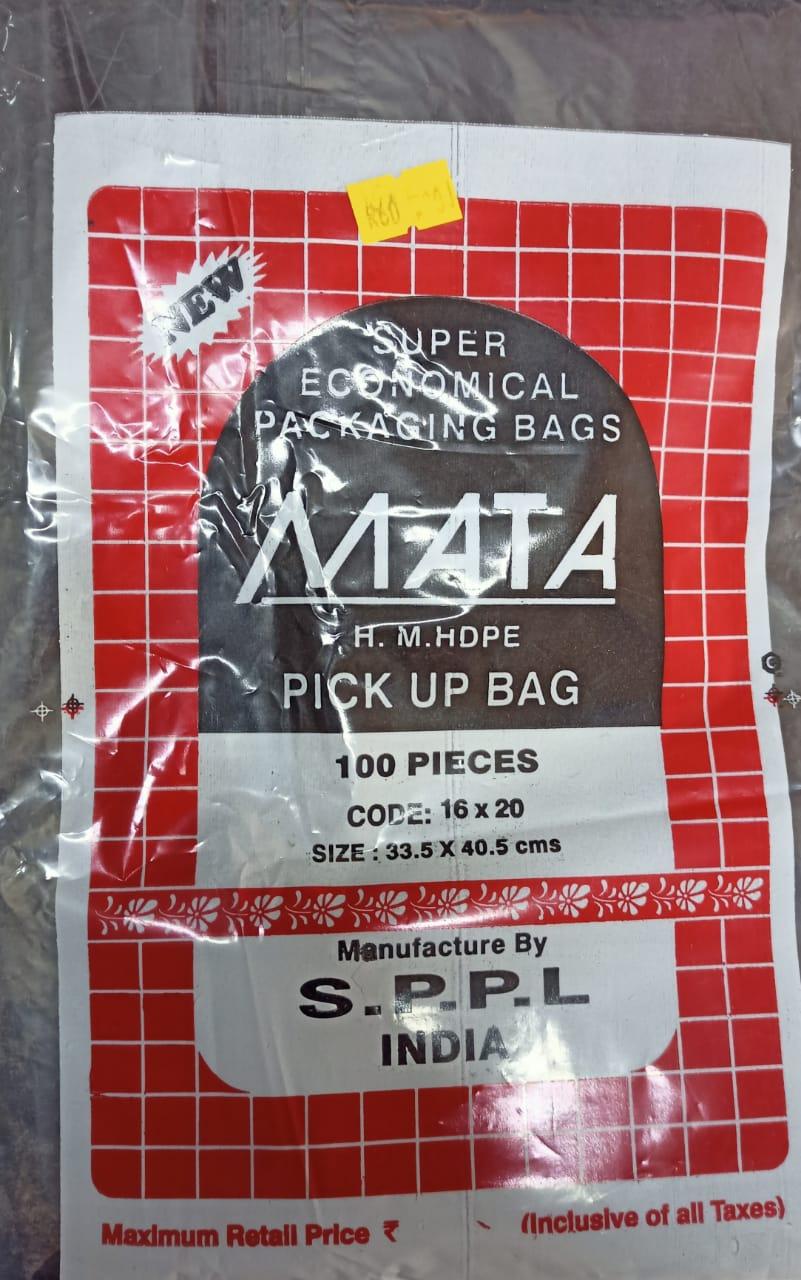 NEW
SUPER
ECONOMICAL
PACKAGING BAGS
MATA
H. M.HDPE
PICK UP BAG
100 PIECES
CODE: 16 x 20
SIZE : 33.5 X 40.5 cms
Manufacture By
S.P.P.L
INDIA
Maximum Retail Price ₹ (Inclusive of all Taxes)